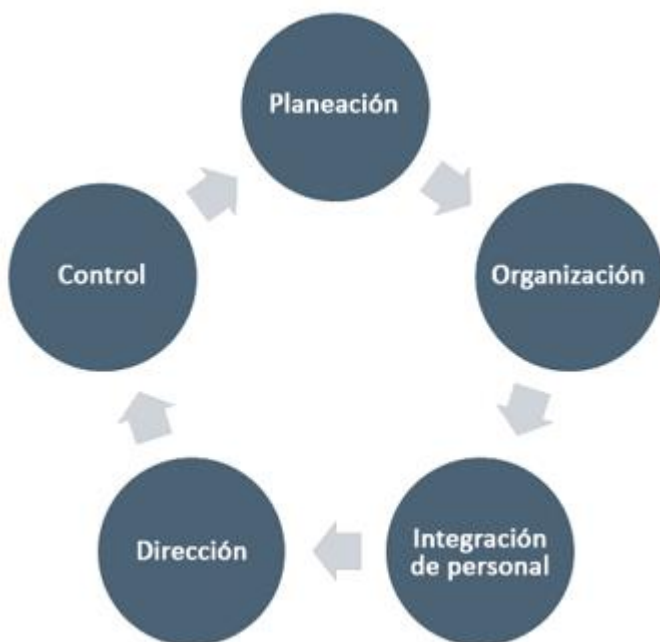 Planeación
Organización
Integración
de personal
Dirección
Control